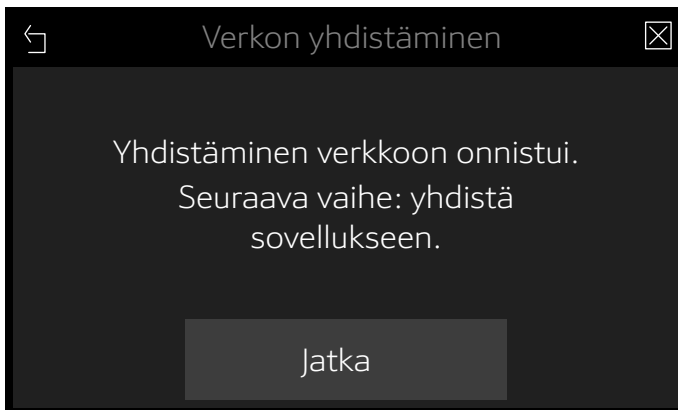 Verkon yhdistäminen
Yhdistäminen verkkoon onnistui.
Seuraava vaihe: yhdistä
sovellukseen.
Jatka